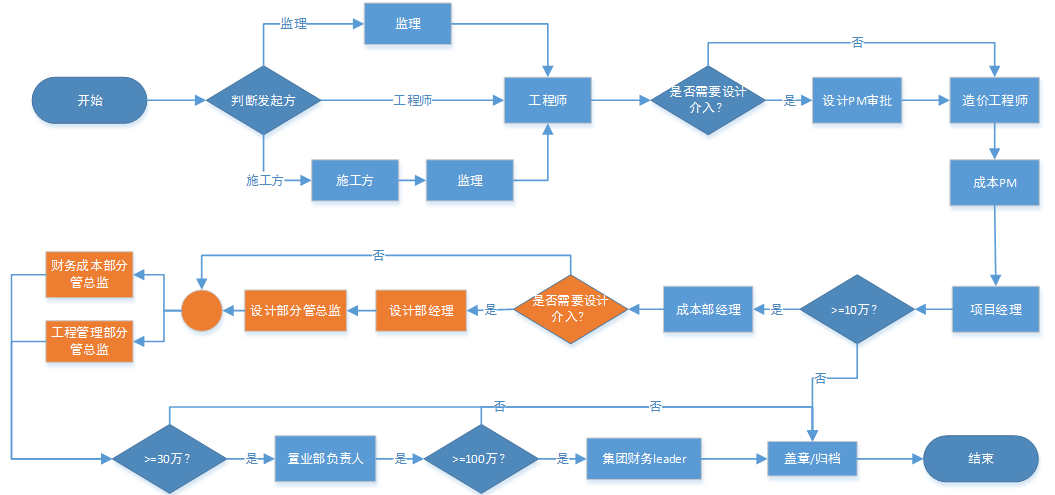 监理
监理
否
开始
判断发起方
工程师
工程师
是否需要设计
介入？
是
设计PM审批
造价工程师
施工方
施工方
监理
成本PM
否
财务成本部分
管总监
工程管理部分
管总监
设计部分管总监
设计部经理
是
是否需要设计
介入？
成本部经理
是
>=10万？
项目经理
否
否
否
>=30万？
是
置业部负责人
是
>=100万？
是
集团财务leader
盖章/归档
结束